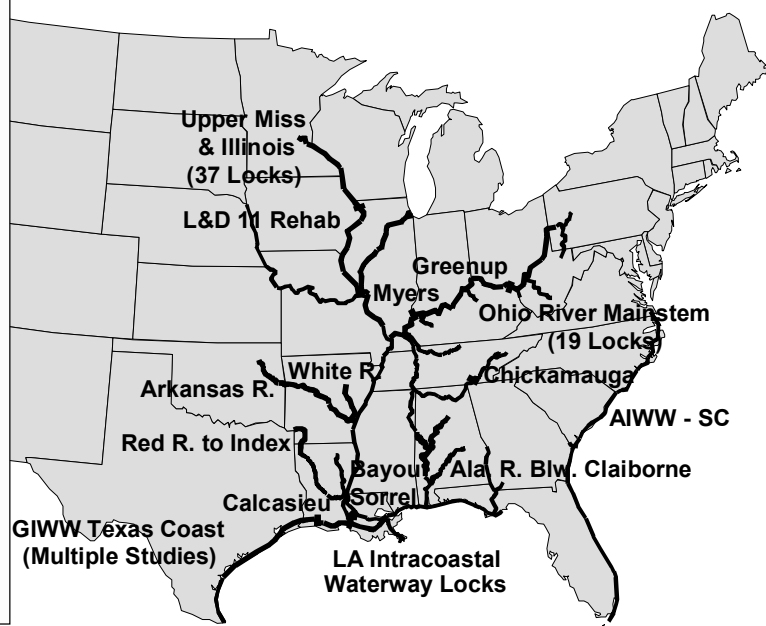 Upper Miss
& Illinois
(37 Locks)
L&D 11 Rehab
Greenup
Myers
Ohio River Mainstem
(19 Locks)
White R.
Chickamauga
Arkansas R.
AIWW - SC
Red R. to Index
Bayou
Sorrel
Ala. R. Blw. Claiborne
Calcasieu
GIWW Texas Coast
(Multiple Studies)
LA Intracoastal
Waterway Locks